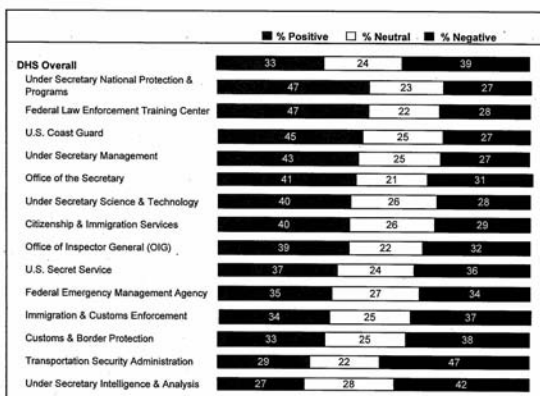 % Positive % Neutral % Negative
DHS Overall 33 24 39
Under Secretary National Protection &
Programs 47 23 27
Federal Law Enforcement Training Center 47 22 28
U.S. Coast Guard 45 25 27
Under Secretary Management 43 25 27
Office of the Secretary 41 21 31
Under Secretary Science & Technology 40 26 28
Citizenship & Immigration Services 40 26 29
Office of Inspector General (OIG) 39 22 32
U.S. Secret Service 37 24 36
Federal Emergency Management Agency 35 27 34
Immigration & Customs Enforcement 34 25 37
Customs & Border Protection 33 25 38
Transportation Security Administration 29 22 47
Under Secretary Intelligence & Analysis 27 28 42